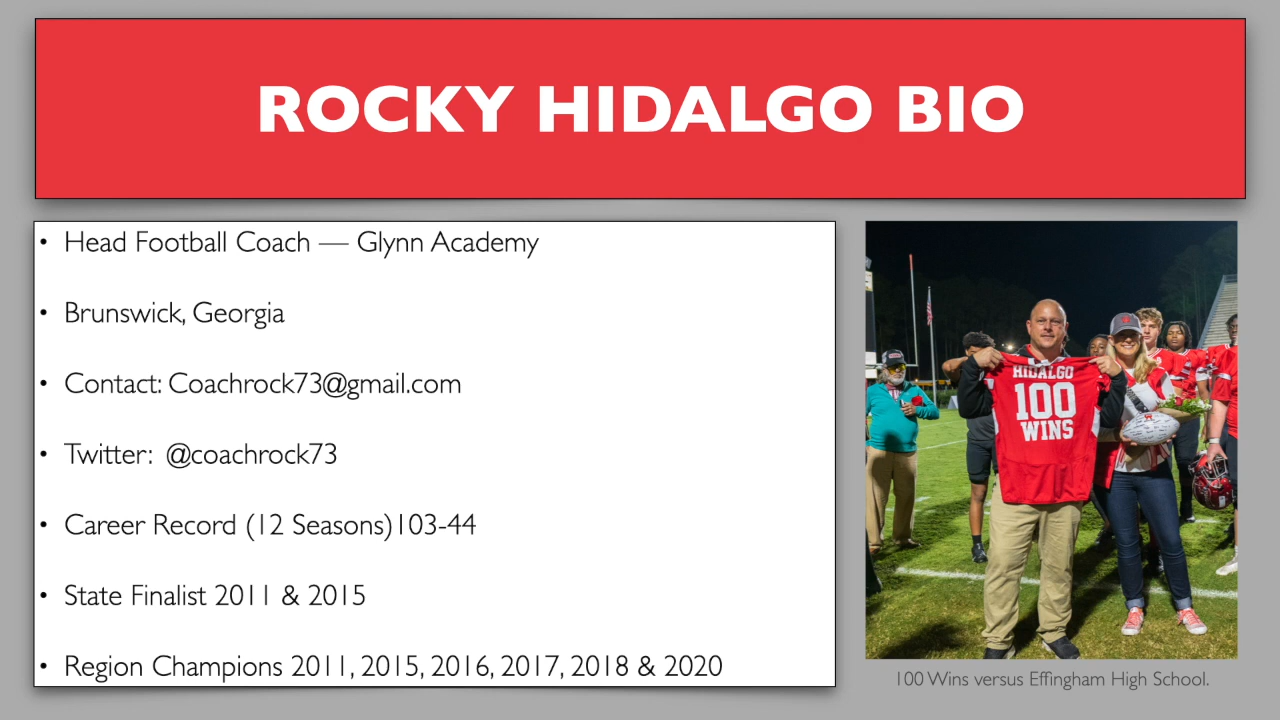 ROCKY HIDALGO BIO
• Head Football Coach — Glynn Academy
• Brunswick, Georgia
• Contact: Coachrock73@gmail.com
• Twitter: @coachrock73
• Career Record (12 Seasons)103-44
• State Finalist 2011 & 2015
• Region Champions 2011, 2015, 2016, 2017, 2018 & 2020
HIDALGO
100
WINS
100 Wins versus Effingham High School.